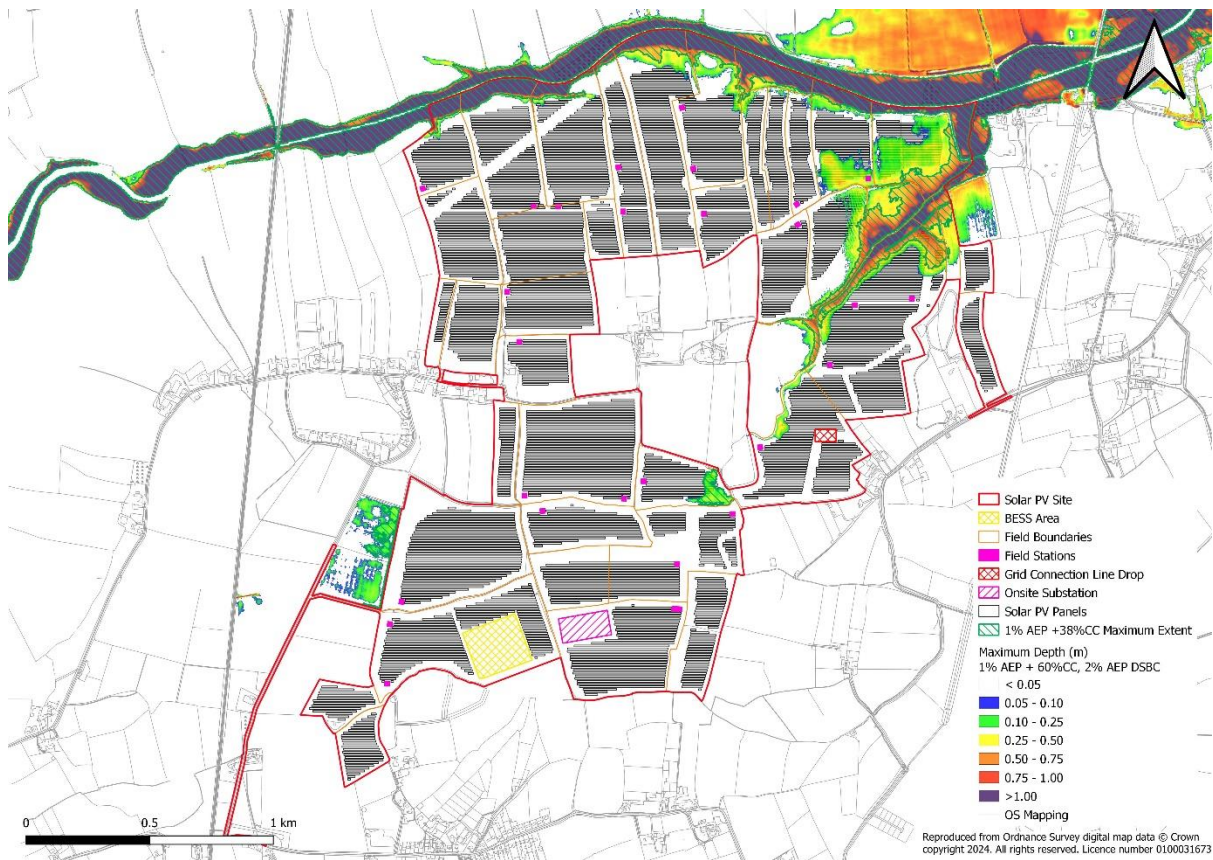 Solar PV Site
BESS Area
Field Boundaries
Field Stations
Grid Connection Line Drop
Onsite Substation
Solar PV Panels
1% AEP +38%CC Maximum Extent
Maximum Depth (m)
1% AEP + 60%CC, 2% AEP DSBC
< 0.05
0.05 - 0.10
0.10 - 0.25
0.25 - 0.50
0.50 - 0.75
0.75 - 1.00
>1.00
OS Mapping
0 0.5 1 km
Reproduced from Ordnance Survey digital map data © Crown
copyright 2024. All rights reserved. Licence number 0100031673